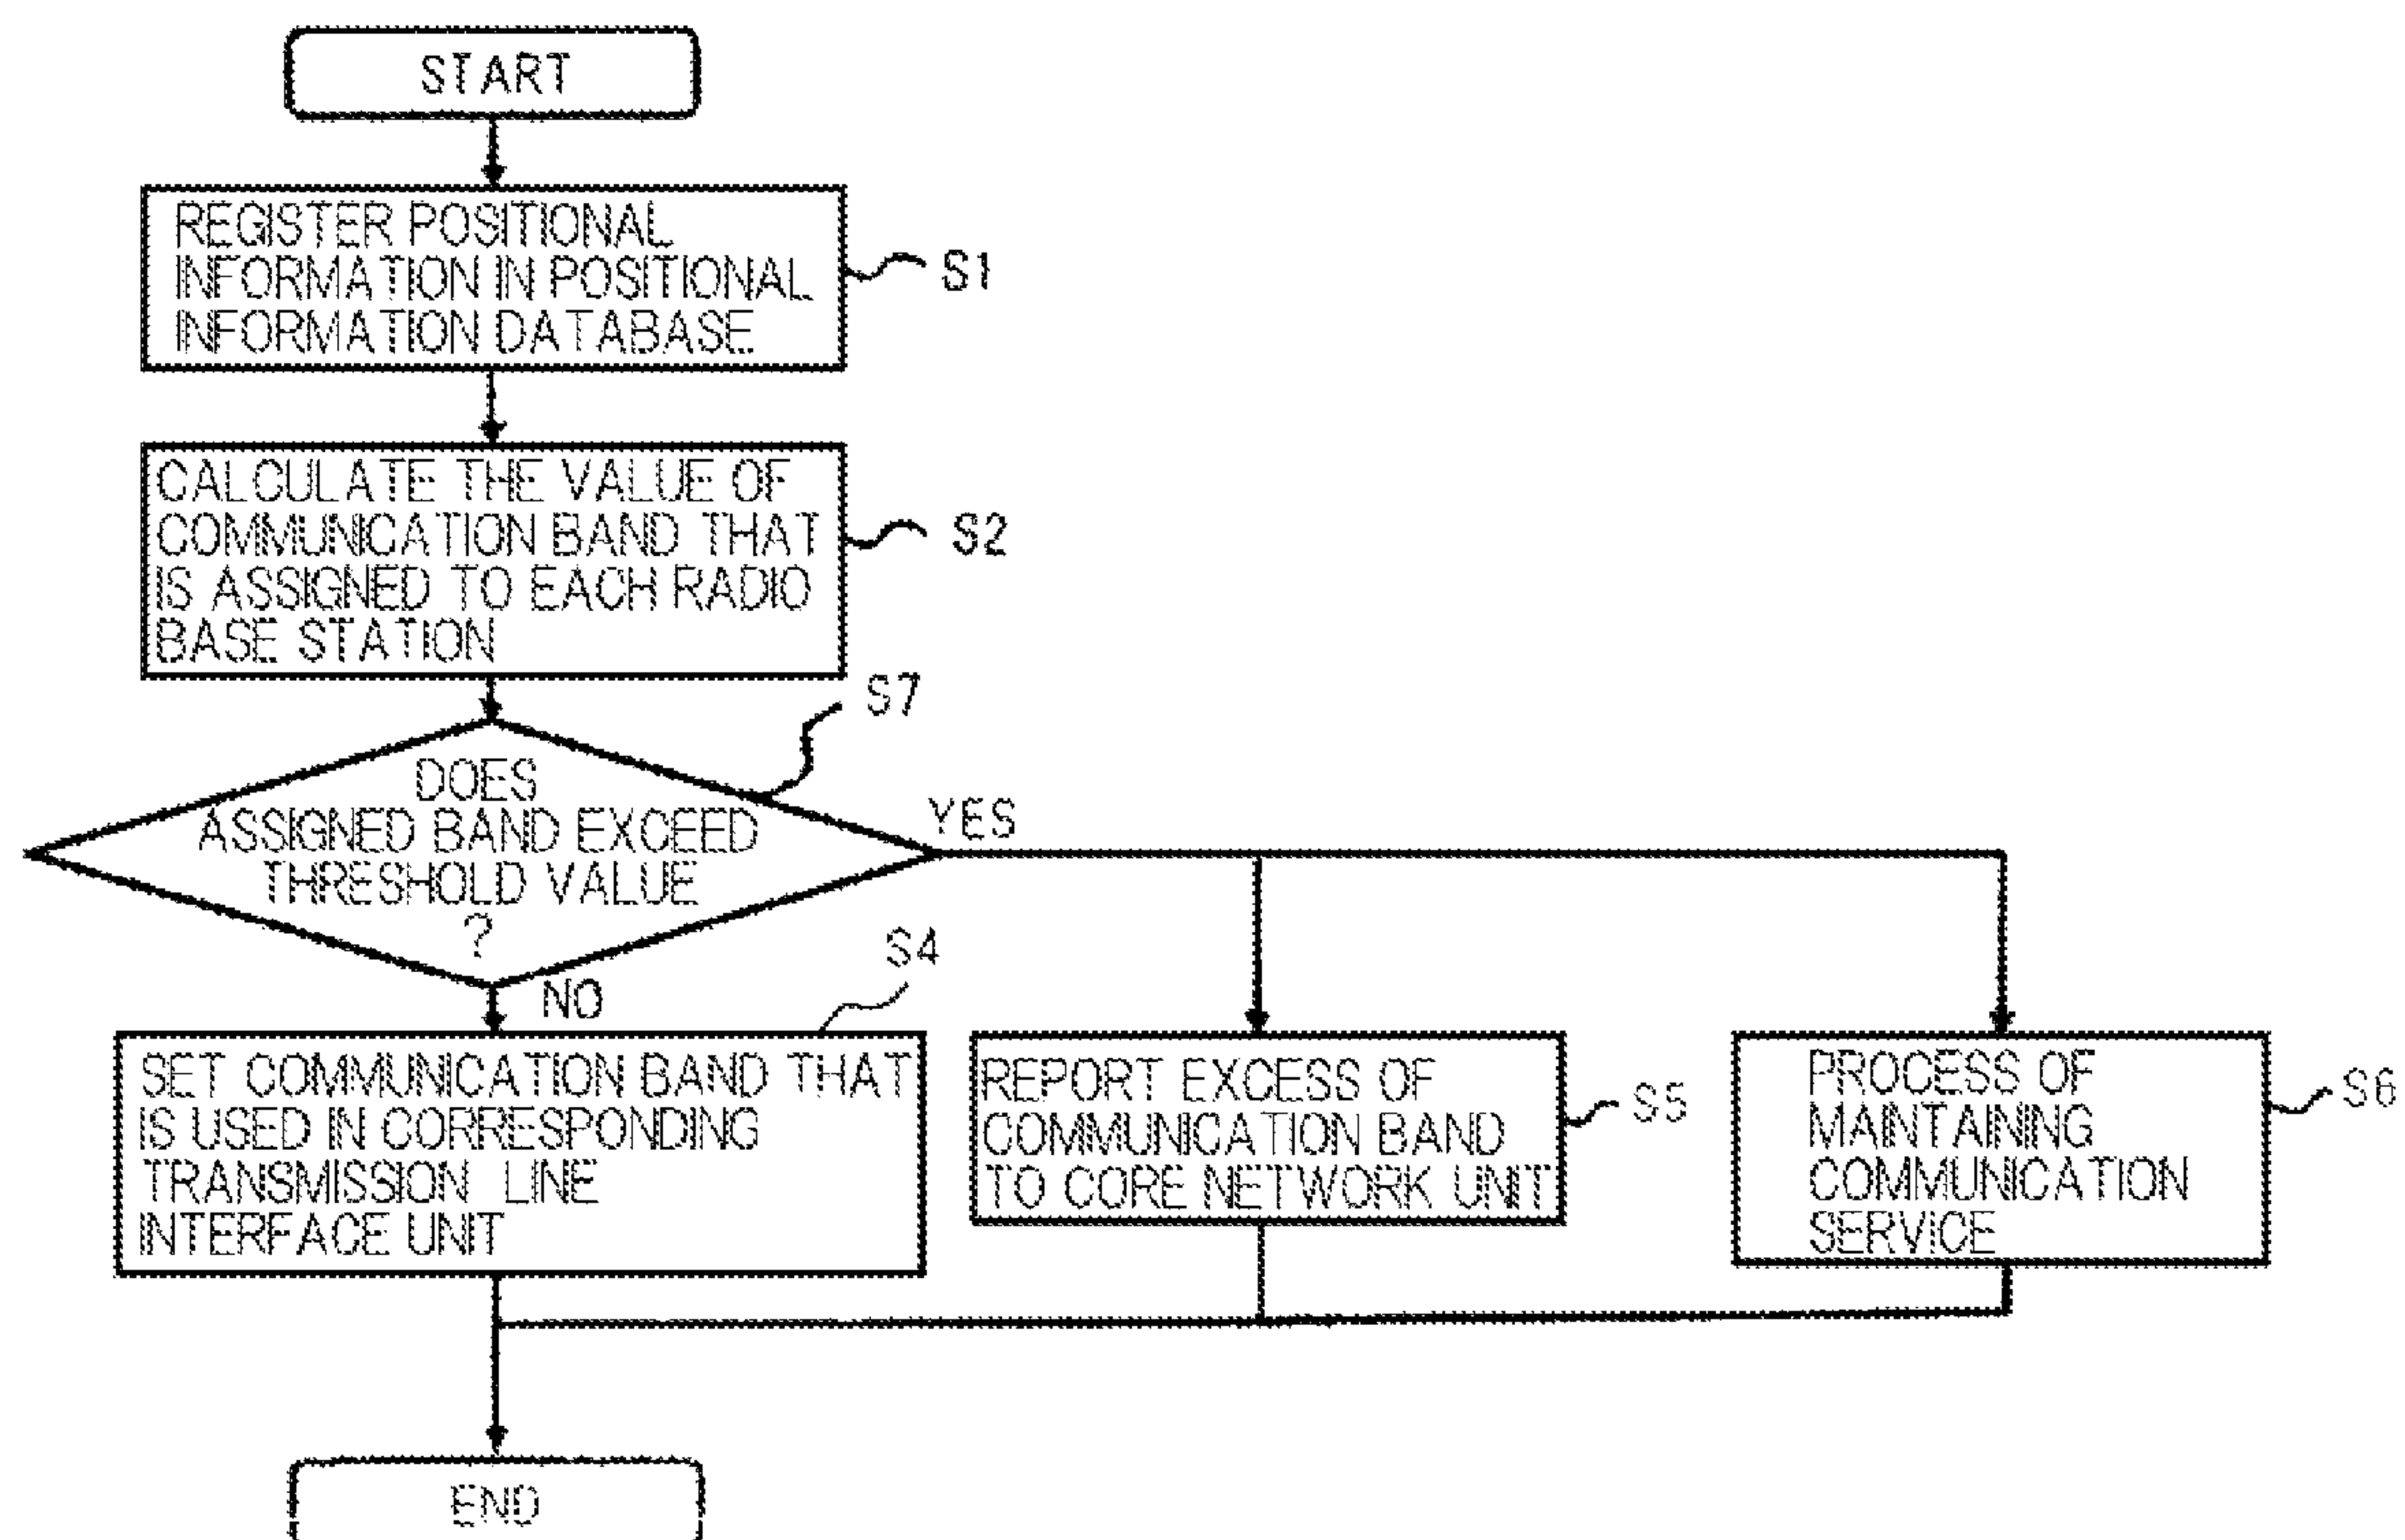 START
REGISTER POSITIONAL
INFORMATION IN POSITIONAL
INFORMATION DATABASE
S1
CALCULATE THE VALUE OF
COMMUNICATION BAND THAT
IS ASSIGNED TO EACH RADIO
BASE STATION
S2
S7
DOES
ASSIGNED BAND EXCEED
THRESHOLD VALUE
?
YES
NO
S4
SET COMMUNICATION BAND THAT
IS USED IN CORRESPONDING
TRANSMISSION LINE
INTERFACE UNIT
REPORT EXCESS OF
COMMUNICATION BAND
TO CORE NETWORK UNIT
S5
PROCESS OF
MAINTAINING
COMMUNICATION
SERVICE
S6
END